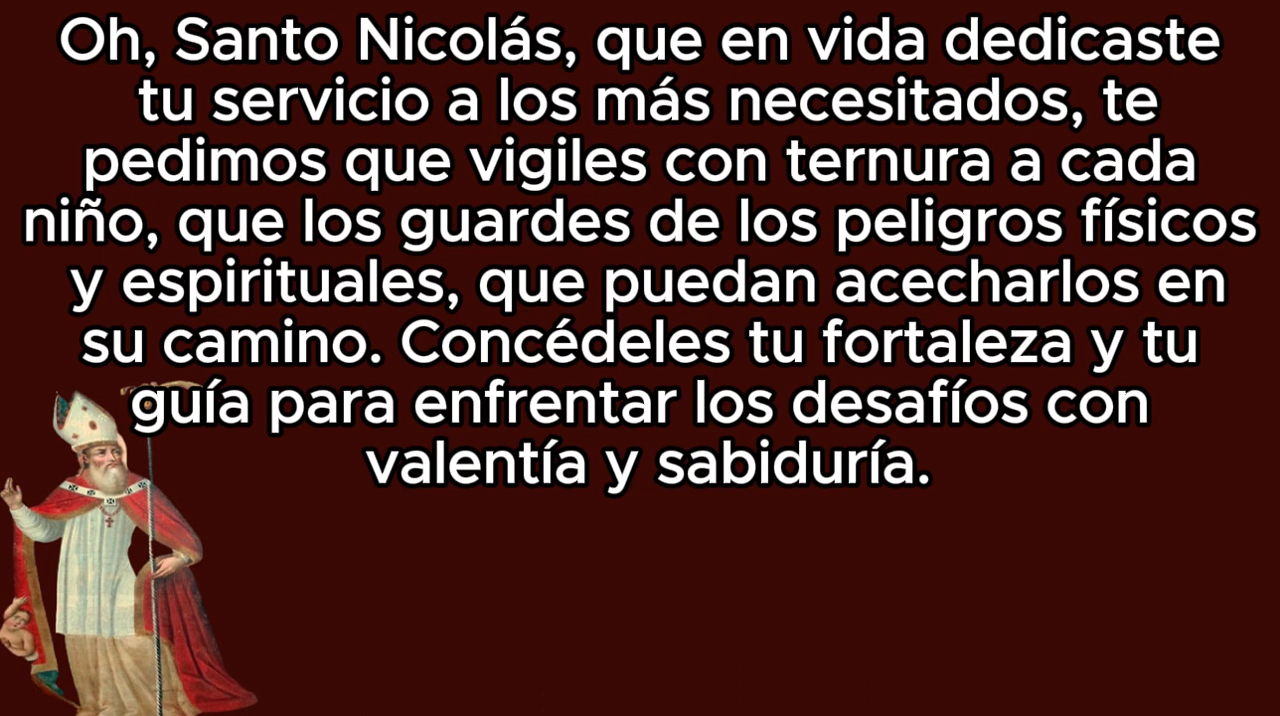 Oh, Santo Nicolás, que en vida dedicaste
tu servicio a los más necesitados, te
pedimos que vigiles con ternura a cada
niño, que los guardes de los peligros físicos
y espirituales, que puedan acecharlos en
su camino. Concédeles tu fortaleza y tu
guía para enfrentar los desafíos con
valentía y sabiduría.